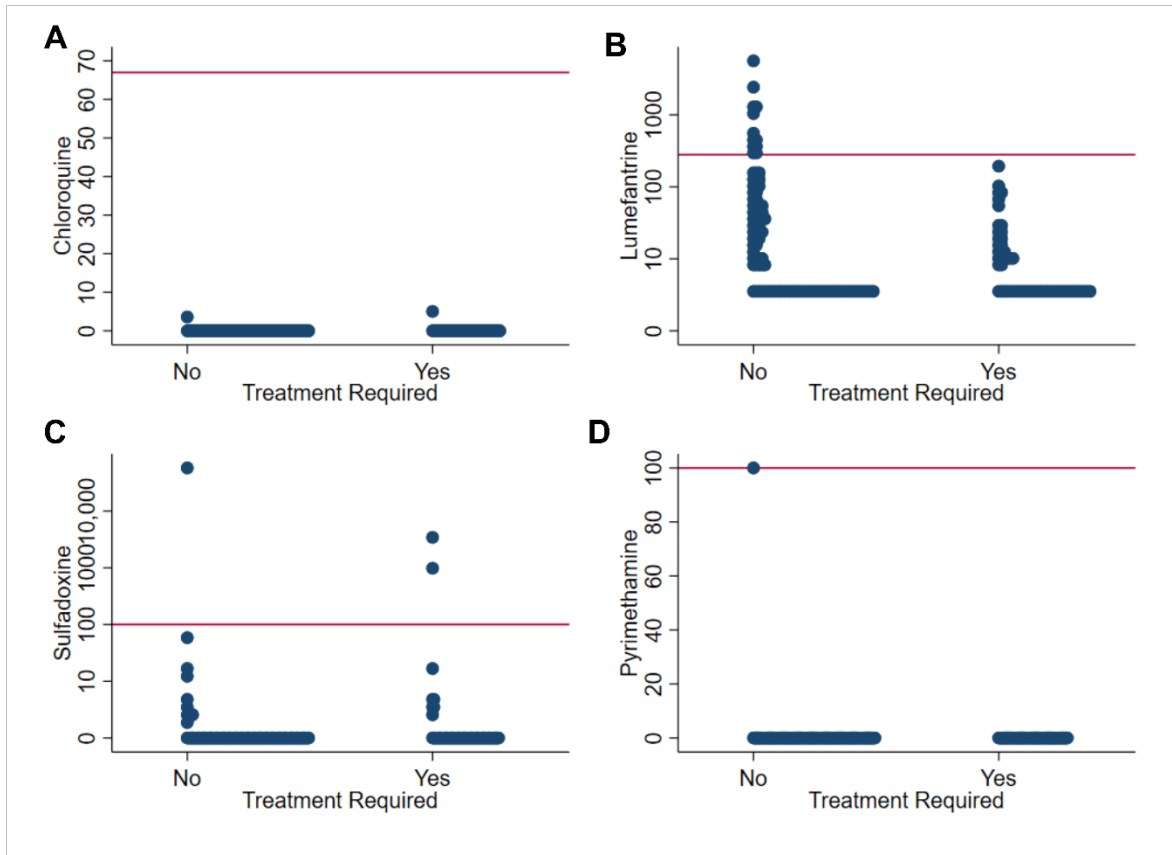 A
Chloroquine
70
60
50
40
30
20
10
0
No
Yes
Treatment Required
B
Lumefantrine
1000
100
10
0
No
Yes
Treatment Required
C
Sulfadoxine
10,000
1000
100
10
0
No
Yes
Treatment Required
D
Pyrimethamine
100
80
60
40
20
0
No
Yes
Treatment Required